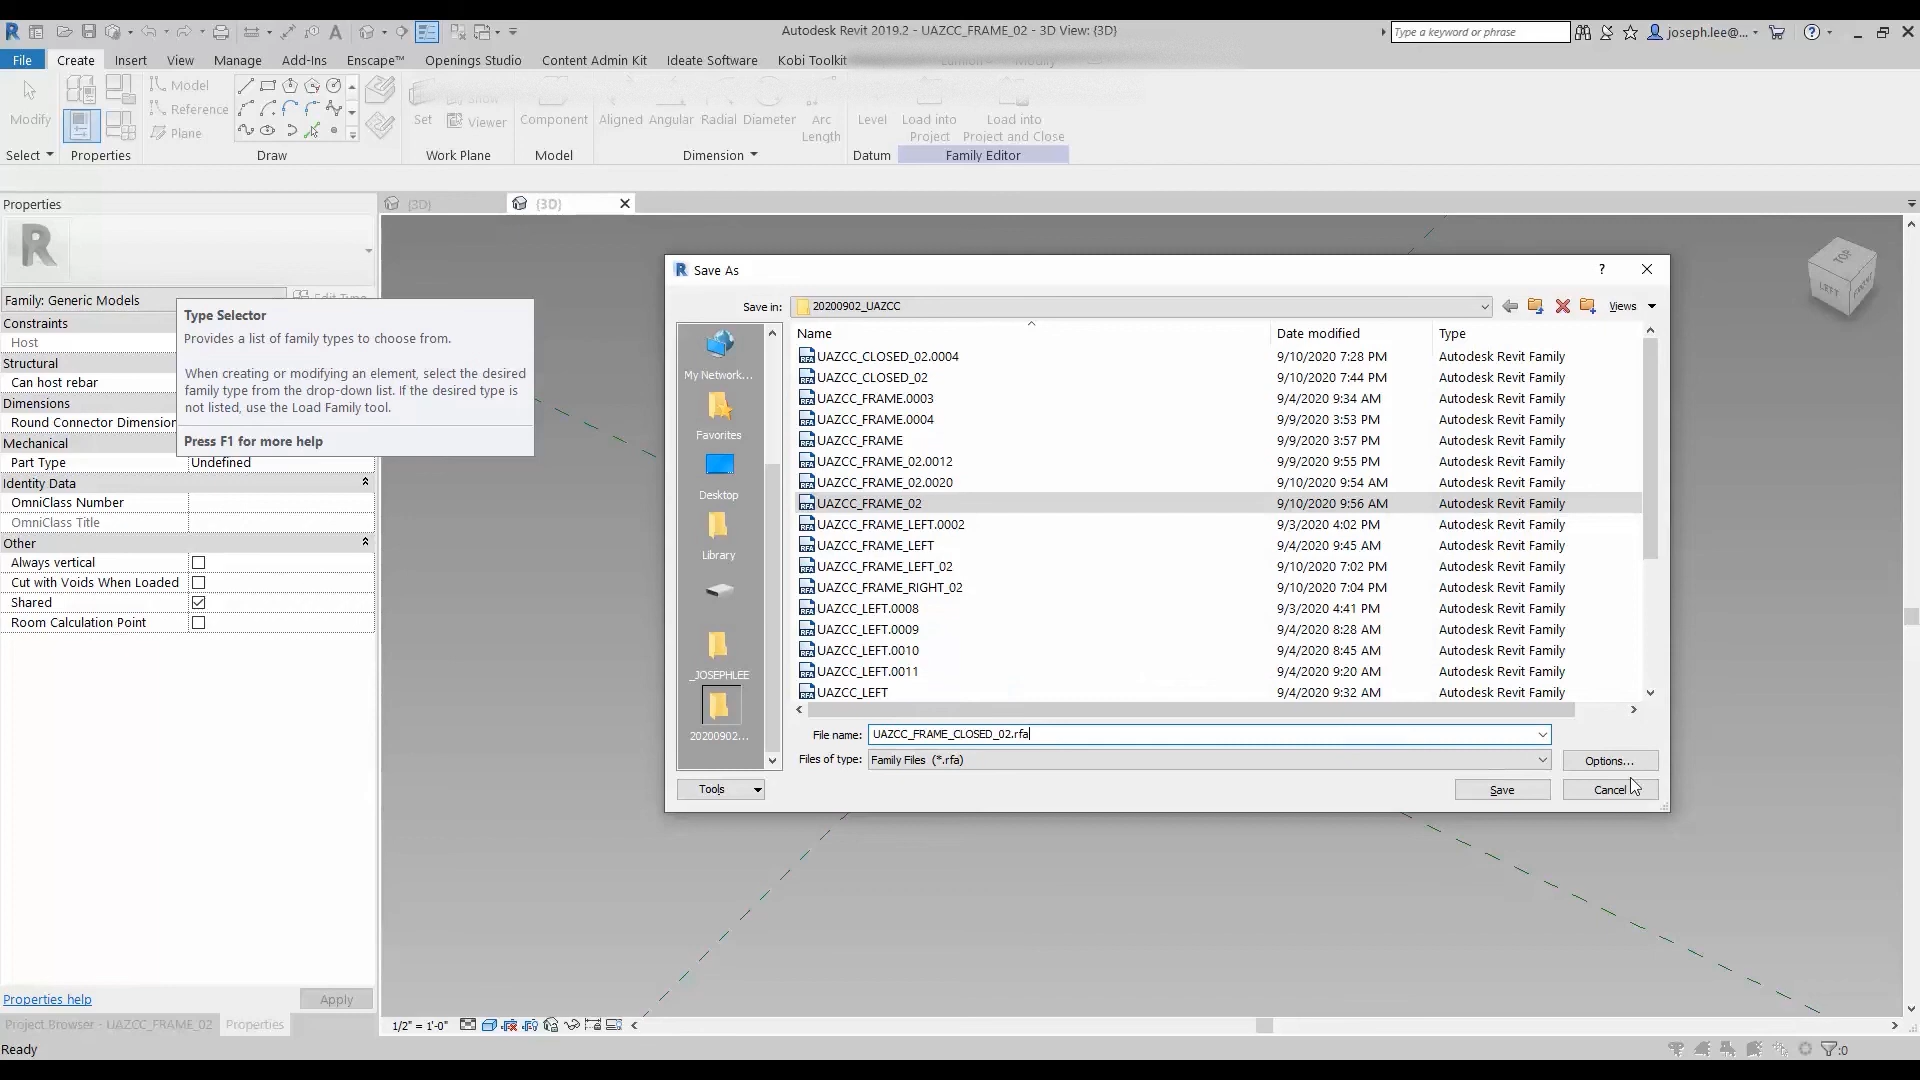 Autodesk Revit 2019.2 - UAZCC_FRAME_02 - 3D View: {3D}
Type a keyword or phrase
joseph.lee@...
File Create Insert View Manage Add-Ins Enscape™ Openings Studio Content Admin Kit Ideate Software Kobi Toolkit
Modify
Model
Reference
Plane
Set
Show
Viewer
Component
Aligned Angular Radial Diameter Arc Length
Level
Load into Project
Load into Project and Close
Select Properties Draw Work Plane Model Dimension Datum Family Editor
Properties
{3D}
{3D}
Family: Generic Models
Edit Type
Constraints
Host
Structural
Can host rebar
Dimensions
Round Connector Dimension
Mechanical
Part Type Undefined
Identity Data
OmniClass Number
OmniClass Title
Other
Always vertical
Cut with Voids When Loaded
Shared
Room Calculation Point
Type Selector
Provides a list of family types to choose from.
When creating or modifying an element, select the desired
family type from the drop-down list. If the desired type is
not listed, use the Load Family tool.
Press F1 for more help
Save As
Save in: 20200902_UAZCC Views
My Network...
Favorites
Desktop
Library
_JOSEPHLEE
20200902...
Name Date modified Type
UAZCC_CLOSED_02.0004 9/10/2020 7:28 PM Autodesk Revit Family
UAZCC_CLOSED_02 9/10/2020 7:44 PM Autodesk Revit Family
UAZCC_FRAME.0003 9/4/2020 9:34 AM Autodesk Revit Family
UAZCC_FRAME.0004 9/9/2020 3:53 PM Autodesk Revit Family
UAZCC_FRAME 9/9/2020 3:57 PM Autodesk Revit Family
UAZCC_FRAME_02.0012 9/9/2020 9:55 PM Autodesk Revit Family
UAZCC_FRAME_02.0020 9/10/2020 9:54 AM Autodesk Revit Family
UAZCC_FRAME_02 9/10/2020 9:56 AM Autodesk Revit Family
UAZCC_FRAME_LEFT.0002 9/3/2020 4:02 PM Autodesk Revit Family
UAZCC_FRAME_LEFT 9/4/2020 9:45 AM Autodesk Revit Family
UAZCC_FRAME_LEFT_02 9/10/2020 7:02 PM Autodesk Revit Family
UAZCC_FRAME_RIGHT_02 9/10/2020 7:04 PM Autodesk Revit Family
UAZCC_LEFT.0008 9/3/2020 4:41 PM Autodesk Revit Family
UAZCC_LEFT.0009 9/4/2020 8:28 AM Autodesk Revit Family
UAZCC_LEFT.0010 9/4/2020 8:45 AM Autodesk Revit Family
UAZCC_LEFT.0011 9/4/2020 9:20 AM Autodesk Revit Family
UAZCC_LEFT 9/4/2020 9:32 AM Autodesk Revit Family
File name: UAZCC_FRAME_CLOSED_02.rfa
Files of type: Family Files (*.rfa)
Options...
Tools Save Cancel
TOP
LEFT
Properties help Apply
Project Browser - UAZCC_FRAME_02 Properties
1/2" = 1'-0"
Ready
:0